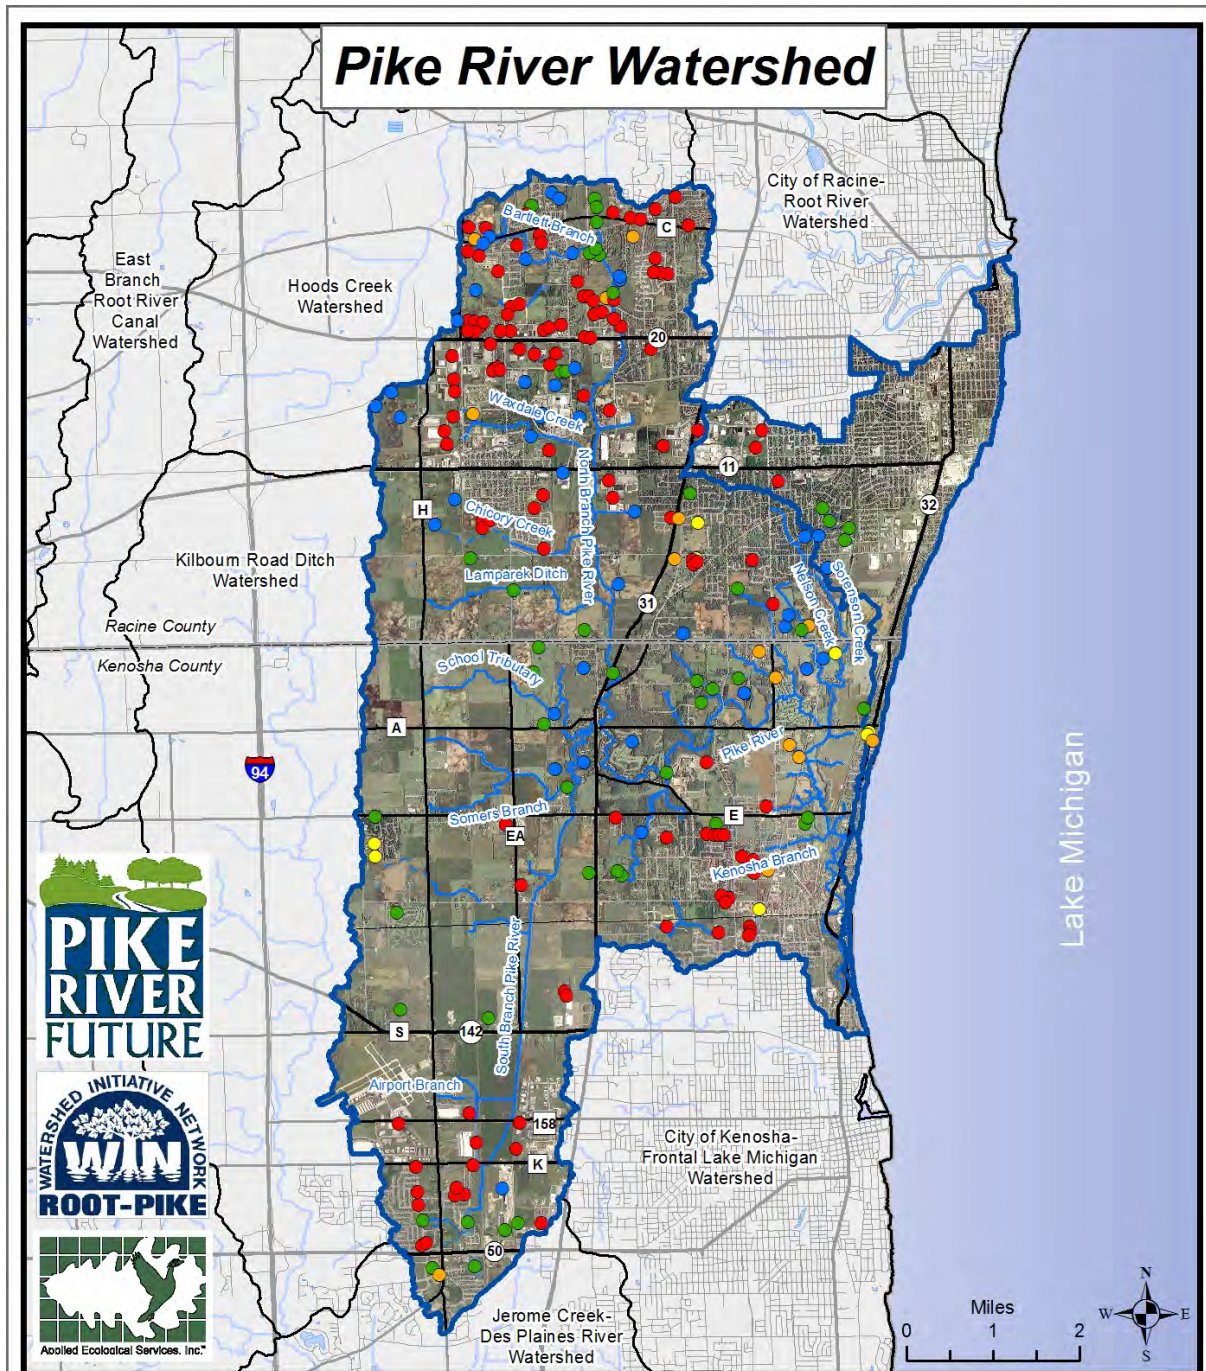 Pike River Watershed
City of Racine-
Root River
Watershed
East
Branch
Root River
Canal
Watershed
Hoods Creek
Watershed
Bartlett Branch
C
20
Waxdale Creek
North Branch Pike River
11
32
H
Chicory Creek
Kilbourn Road Ditch
Watershed
Lamparek Ditch
Nelson Creek
Sorenson Creek
31
Racine County
Kenosha County
School Tributary
A
Pike River
94
Somers Branch
E
EA
Kenosha Branch
Lake Michigan
PIKE
RIVER
FUTURE
South Branch Pike River
S
142
Airport Branch
WATERSHED INITIATIVE NETWORK
WIN
ROOT-PIKE
158
K
City of Kenosha-
Frontal Lake Michigan
Watershed
50
Applied Ecological Services, Inc.™
Jerome Creek-
Des Plaines River
Watershed
Miles
0 1 2
N
W E
S